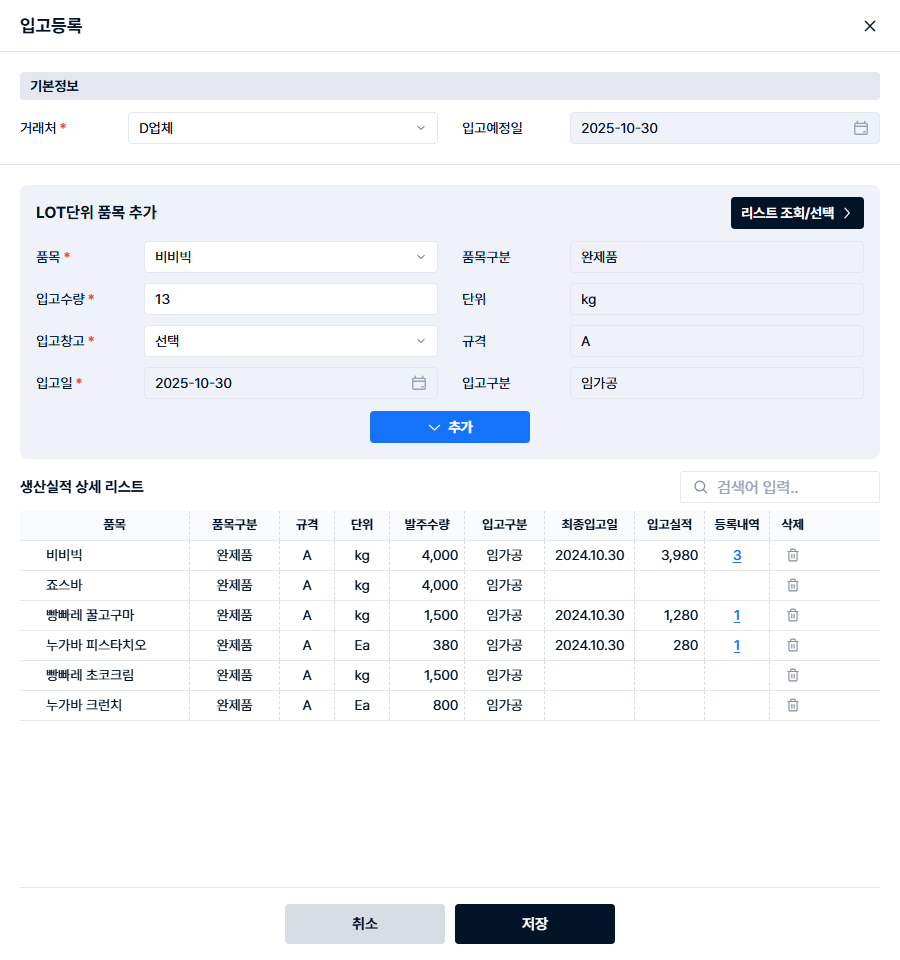 입고등록
기본정보
거래처 * D업체 입고예정일 2025-10-30
LOT단위 품목 추가 리스트 조회/선택
품목 * 비비빅 품목구분 완제품
입고수량 * 13 단위 kg
입고창고 * 선택 규격 A
입고일 * 2025-10-30 입고구분 임가공
추가
생산실적 상세 리스트 검색어 입력..
품목 품목구분 규격 단위 발주수량 입고구분 최종입고일 입고실적 등록내역 삭제
비비빅 완제품 A kg 4,000 임가공 2024.10.30 3,980 3
죠스바 완제품 A kg 4,000 임가공
빵빠레 꿀고구마 완제품 A kg 1,500 임가공 2024.10.30 1,280 1
누가바 피스타치오 완제품 A Ea 380 임가공 2024.10.30 280 1
빵빠레 초코크림 완제품 A kg 1,500 임가공
누가바 크런치 완제품 A Ea 800 임가공
취소 저장